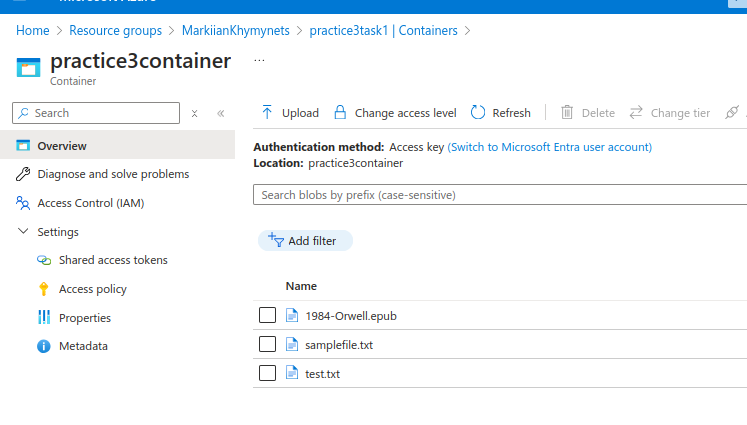 Home > Resource groups > MarkiianKhymynets > practice3task1 | Containers >
practice3container ...
Container
Search
Upload Change access level Refresh Delete Change tier
Overview
Diagnose and solve problems
Access Control (IAM)
Settings
Shared access tokens
Access policy
Properties
Metadata
Authentication method: Access key (Switch to Microsoft Entra user account)
Location: practice3container
Search blobs by prefix (case-sensitive)
Add filter
Name
1984-Orwell.epub
samplefile.txt
test.txt